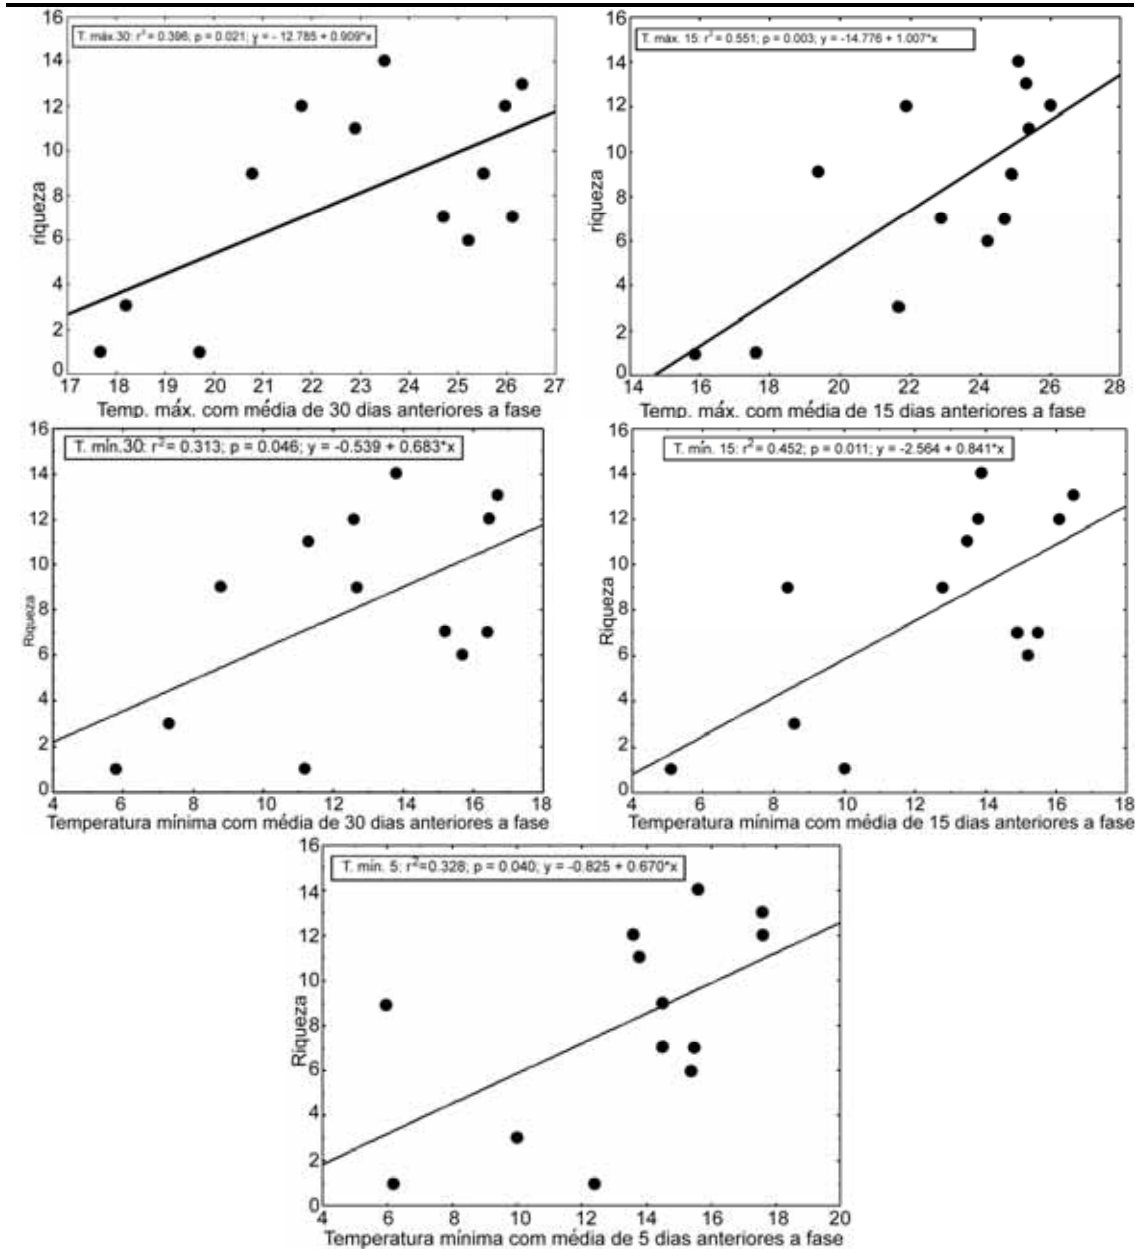 T. máx.30: r² = 0.396; p = 0.021; y = - 12.785 + 0.909*x
16
14
12
10
8
6
4
2
0
riqueza
17 18 19 20 21 22 23 24 25 26 27
Temp. máx. com média de 30 dias anteriores a fase
T. máx. 15: r² = 0.551; p = 0.003; y = -14.776 + 1.007*x
16
14
12
10
8
6
4
2
0
riqueza
14 16 18 20 22 24 26 28
Temp. máx. com média de 15 dias anteriores a fase
T. mín.30: r² = 0.313; p = 0.046; y = -0.539 + 0.683*x
16
14
12
10
8
6
4
2
0
Riqueza
4 6 8 10 12 14 16 18
Temperatura mínima com média de 30 dias anteriores a fase
T. mín. 15: r² = 0.452; p = 0.011; y = -2.564 + 0.841*x
16
14
12
10
8
6
4
2
0
Riqueza
4 6 8 10 12 14 16 18
Temperatura mínima com média de 15 dias anteriores a fase
T. mín. 5: r²=0.328; p = 0.040; y = -0.825 + 0.670*x
16
14
12
10
8
6
4
2
0
Riqueza
4 6 8 10 12 14 16 18 20
Temperatura mínima com média de 5 dias anteriores a fase